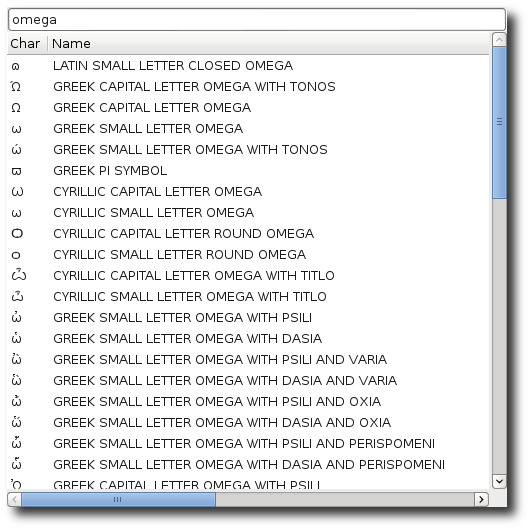 omega
Char Name
ɷ LATIN SMALL LETTER CLOSED OMEGA
Ώ GREEK CAPITAL LETTER OMEGA WITH TONOS
Ω GREEK CAPITAL LETTER OMEGA
ω GREEK SMALL LETTER OMEGA
ώ GREEK SMALL LETTER OMEGA WITH TONOS
ϖ GREEK PI SYMBOL
Ѡ CYRILLIC CAPITAL LETTER OMEGA
ѡ CYRILLIC SMALL LETTER OMEGA
Ѻ CYRILLIC CAPITAL LETTER ROUND OMEGA
ѻ CYRILLIC SMALL LETTER ROUND OMEGA
Ѽ CYRILLIC CAPITAL LETTER OMEGA WITH TITLO
ѽ CYRILLIC SMALL LETTER OMEGA WITH TITLO
ὠ GREEK SMALL LETTER OMEGA WITH PSILI
ὡ GREEK SMALL LETTER OMEGA WITH DASIA
ὢ GREEK SMALL LETTER OMEGA WITH PSILI AND VARIA
ὣ GREEK SMALL LETTER OMEGA WITH DASIA AND VARIA
ὤ GREEK SMALL LETTER OMEGA WITH PSILI AND OXIA
ὥ GREEK SMALL LETTER OMEGA WITH DASIA AND OXIA
ὦ GREEK SMALL LETTER OMEGA WITH PSILI AND PERISPOMENI
ὧ GREEK SMALL LETTER OMEGA WITH DASIA AND PERISPOMENI
Ὠ GREEK CAPITAL LETTER OMEGA WITH PSILI